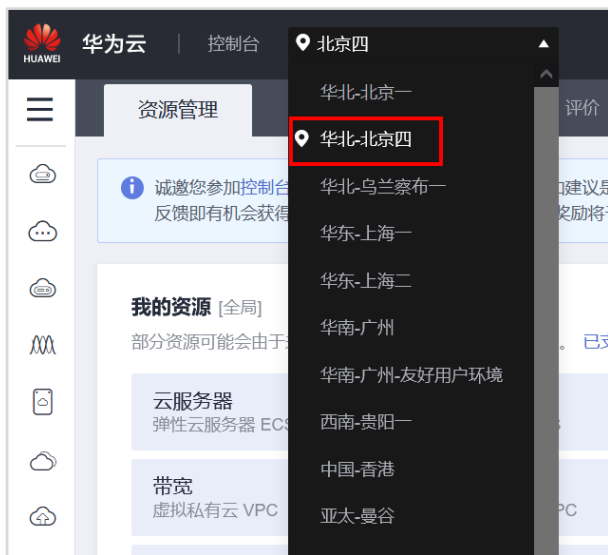 HUAWEI
华为云
控制台
北京四
资源管理
评价
华北-北京一
华北-北京四
华北-乌兰察布一
华东-上海一
华东-上海二
华南-广州
华南-广州-友好用户环境
西南-贵阳一
中国-香港
亚太-曼谷
诚邀您参加控制台
建议是
反馈即有机会获得
奖励将
我的资源 [全局]
部分资源可能会由于
。 已支
云服务器
弹性云服务器 ECS
带宽
虚拟私有云 VPC
PC